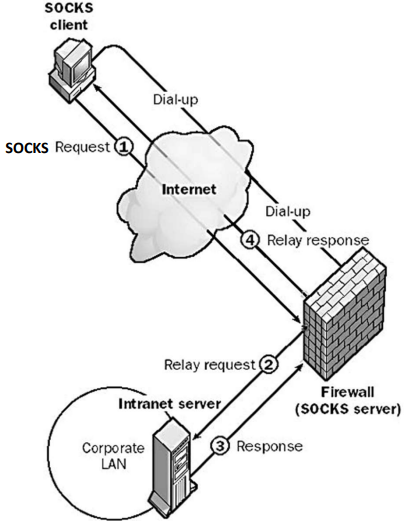 SOCKS
client
Dial-up
SOCKS Request 1
Internet
Dial-up
4 Relay response
Relay request 2
Firewall
(SOCKS server)
Intranet server
Corporate
LAN
3 Response